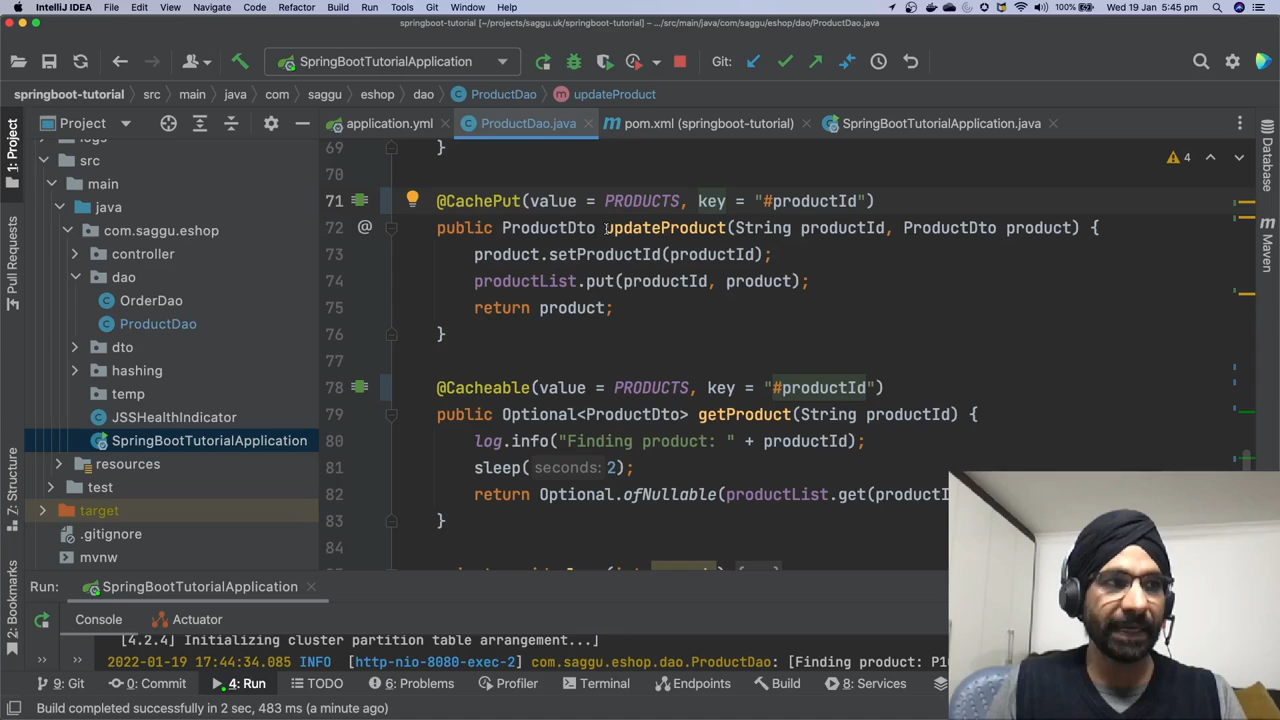 IntelliJ IDEA File Edit View Navigate Code Refactor Build Run Tools Git Window Help 100% Wed 19 Jan 5:45 pm
springboot-tutorial [~/projects/saggu.uk/springboot-tutorial] – .../src/main/java/com/saggu/eshop/dao/ProductDao.java
SpringBootTutorialApplication Git:
springboot-tutorial src main java com saggu eshop dao ProductDao updateProduct
Project application.yml ProductDao.java pom.xml (springboot-tutorial) SpringBootTutorialApplication.java
1: Project
Pull Requests
7: Structure
2: Bookmarks
Database
Maven
logs
src
main
java
com.saggu.eshop
controller
dao
OrderDao
ProductDao
dto
hashing
temp
JSSHealthIndicator
SpringBootTutorialApplication
resources
test
target
.gitignore
mvnw
4
69 }
70
71 @CachePut(value = PRODUCTS, key = "#productId")
72 @ public ProductDto updateProduct(String productId, ProductDto product) {
73 product.setProductId(productId);
74 productList.put(productId, product);
75 return product;
76 }
77
78 @Cacheable(value = PRODUCTS, key = "#productId")
79 public Optional<ProductDto> getProduct(String productId) {
80 log.info("Finding product: " + productId);
81 sleep( seconds: 2);
82 return Optional.ofNullable(productList.get(productI
83 }
84
Run: SpringBootTutorialApplication
Console Actuator
[4.2.4] Initializing cluster partition table arrangement...]
2022-01-19 17:44:34.085 INFO [http-nio-8080-exec-2] com.saggu.eshop.dao.ProductDao: [Finding product: P1
9: Git 0: Commit 4: Run TODO 6: Problems Profiler Terminal Endpoints Build 8: Services
Build completed successfully in 2 sec, 483 ms (a minute ago)